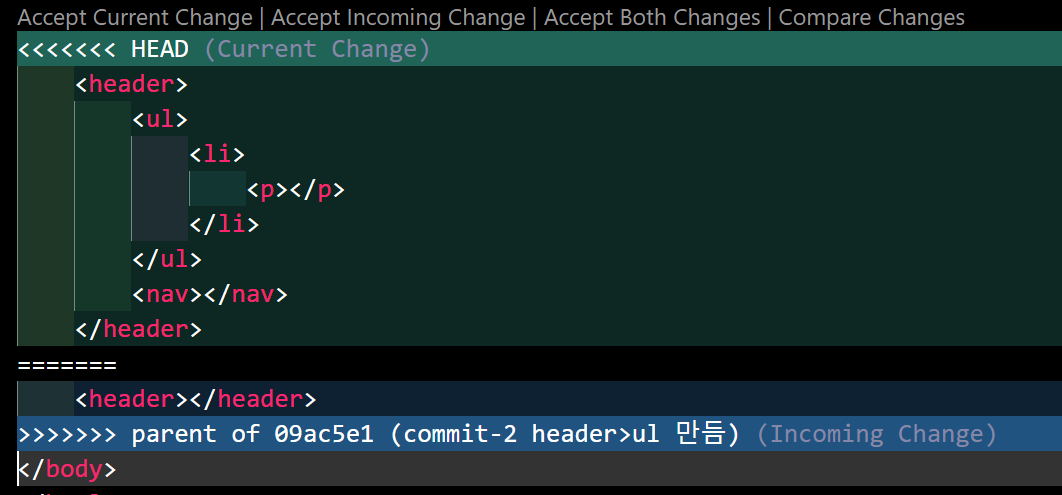 Accept Current Change | Accept Incoming Change | Accept Both Changes | Compare Changes
<<<<<<< HEAD (Current Change)
    <header>
        <ul>
            <li>
                <p></p>
            </li>
        </ul>
        <nav></nav>
    </header>
=======
    <header></header>
>>>>>>> parent of 09ac5e1 (commit-2 header>ul 만듬) (Incoming Change)
</body>